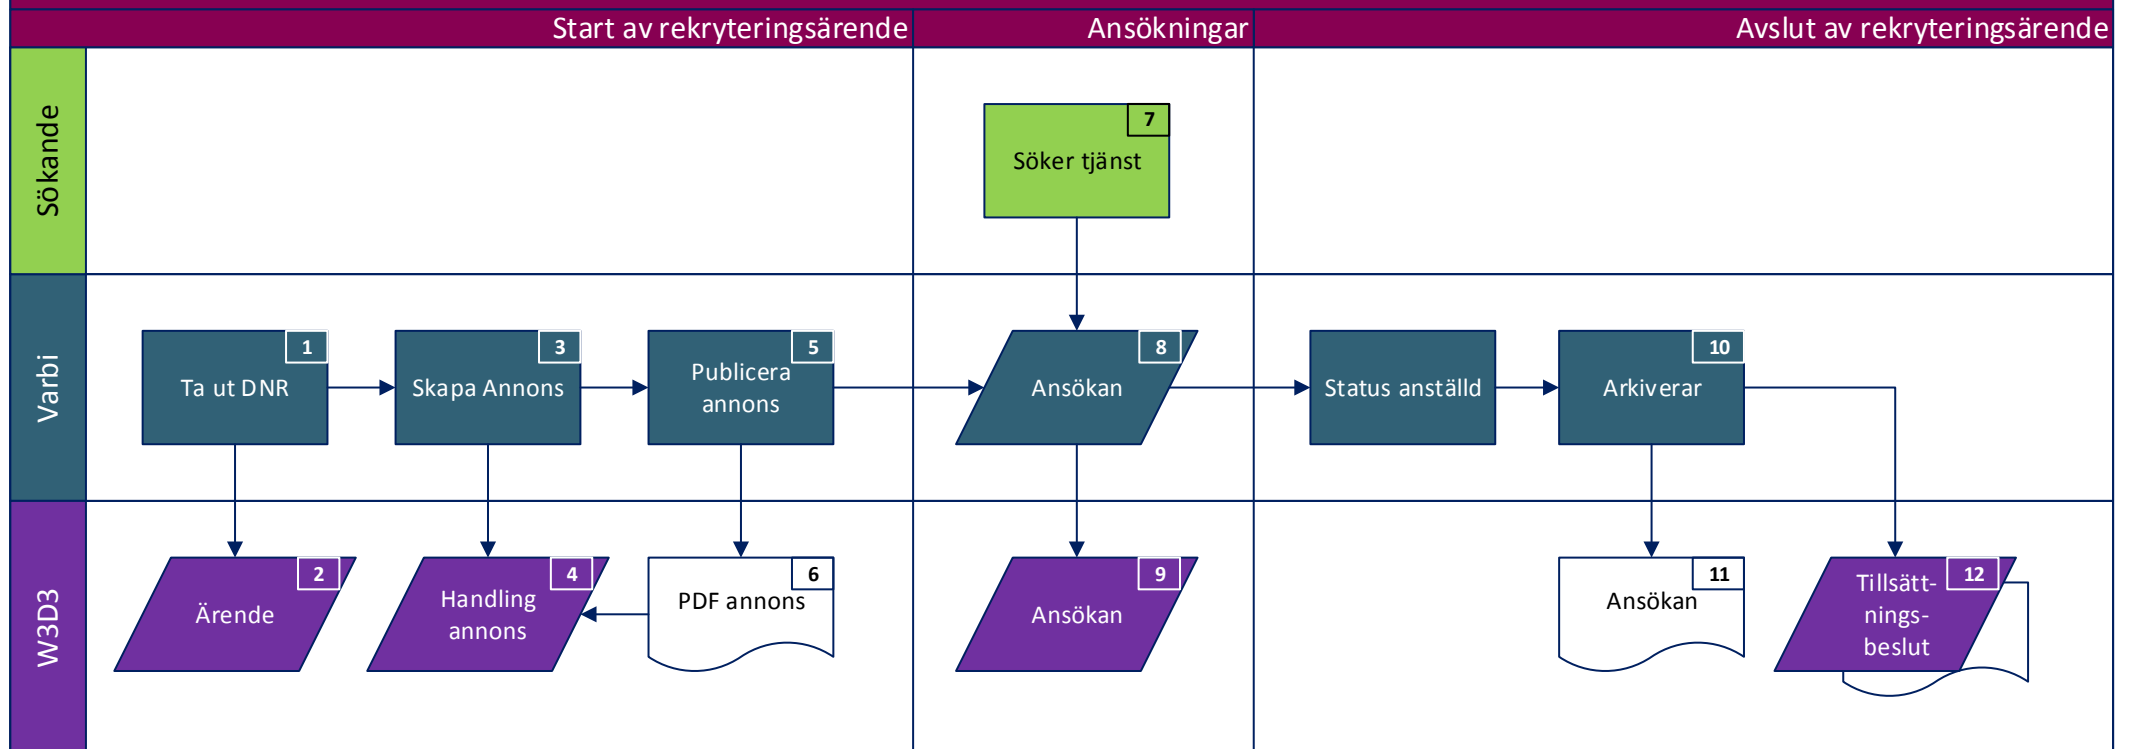 Start av rekryteringsärende
Ansökningar
Avslut av rekryteringsärende
Sökande
7
Söker tjänst
Varbi
1
Ta ut DNR
3
Skapa Annons
5
Publicera
annons
8
Ansökan
Status anställd
10
Arkiverar
W3D3
2
Ärende
4
Handling
annons
6
PDF annons
9
Ansökan
11
Ansökan
12
Tillsätt-
nings-
beslut